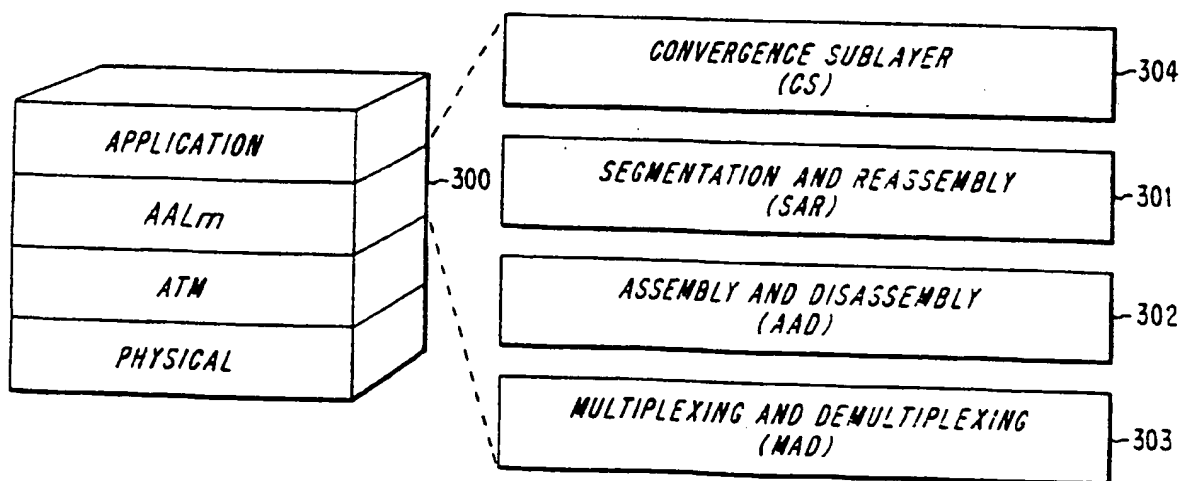 APPLICATION
AALm
ATM
PHYSICAL
300
CONVERGENCE SUBLAYER
(CS)
304
SEGMENTATION AND REASSEMBLY
(SAR)
301
ASSEMBLY AND DISASSEMBLY
(AAD)
302
MULTIPLEXING AND DEMULTIPLEXING
(MAD)
303